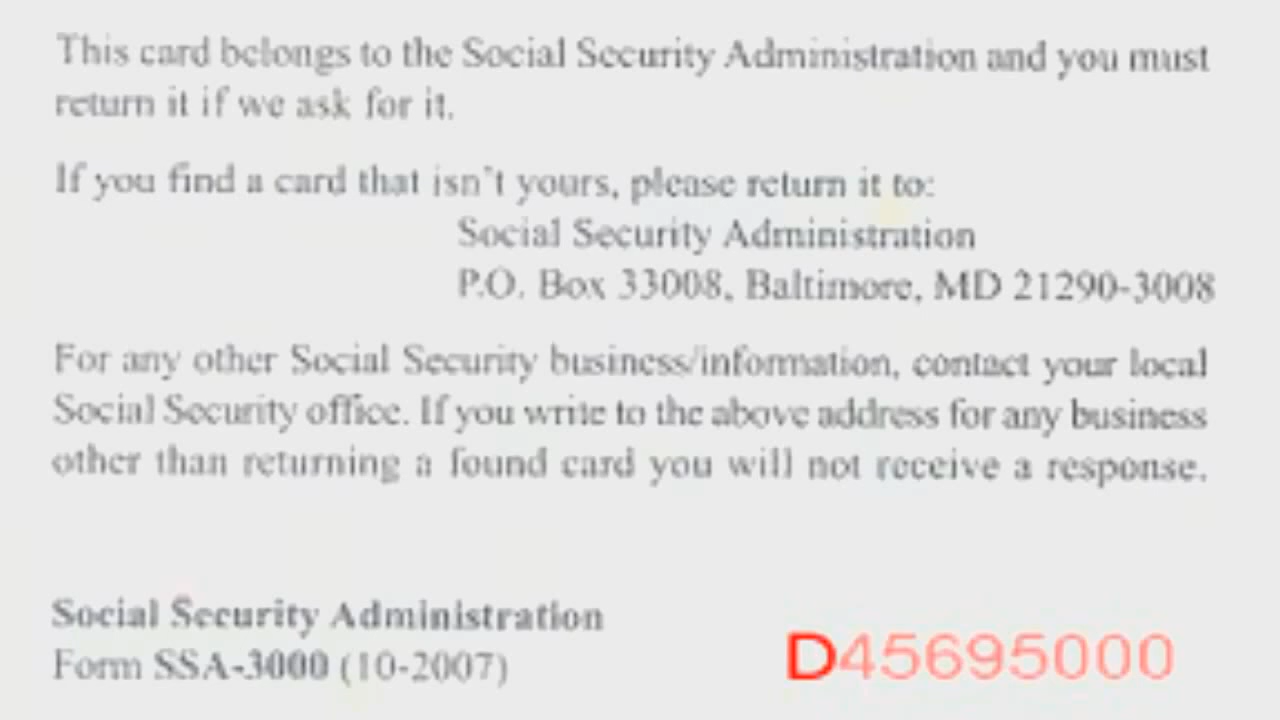 This card belongs to the Social Security Administration and you must
return it if we ask for it.
If you find a card that isn't yours, please return it to:
Social Security Administration
P.O. Box 33008, Baltimore, MD 21290-3008
For any other Social Security business/information, contact your local
Social Security office. If you write to the above address for any business
other than returning a found card you will not receive a response.
Social Security Administration
Form SSA-3000 (10-2007)
D45695000